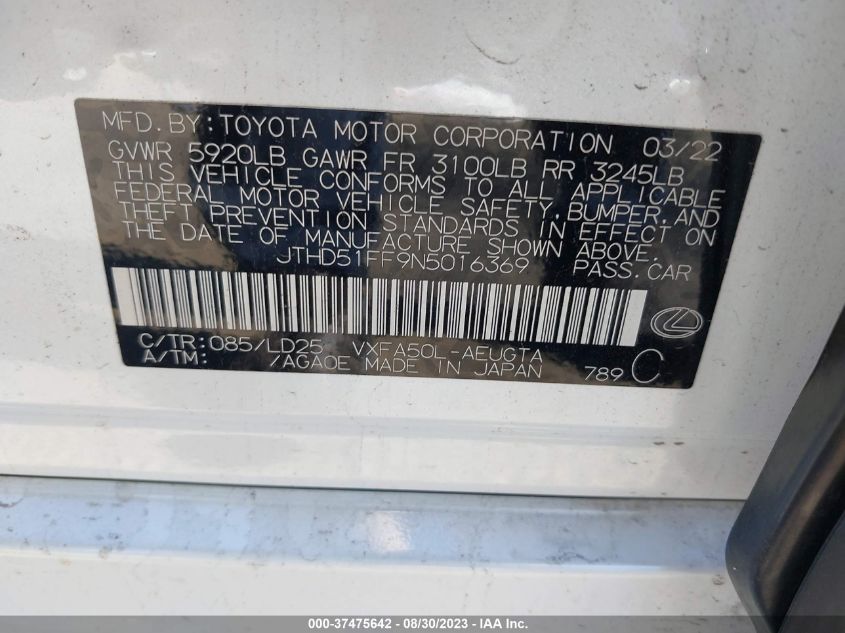 MFD. BY: TOYOTA MOTOR CORPORATION 03/22
GVWR 5920LB GAWR FR 3100LB RR 3245LB
THIS VEHICLE CONFORMS TO ALL APPLICABLE
FEDERAL MOTOR VEHICLE SAFETY, BUMPER, AND
THEFT PREVENTION STANDARDS IN EFFECT ON
THE DATE OF MANUFACTURE SHOWN ABOVE.
JTHD51FF9N5016369 PASS. CAR
C/TR: 085/LD25 VXFA50L-AEUGTA
A/TM: /AGA0E MADE IN JAPAN 789 C
000-37475642 - 08/30/2023 - IAA Inc.